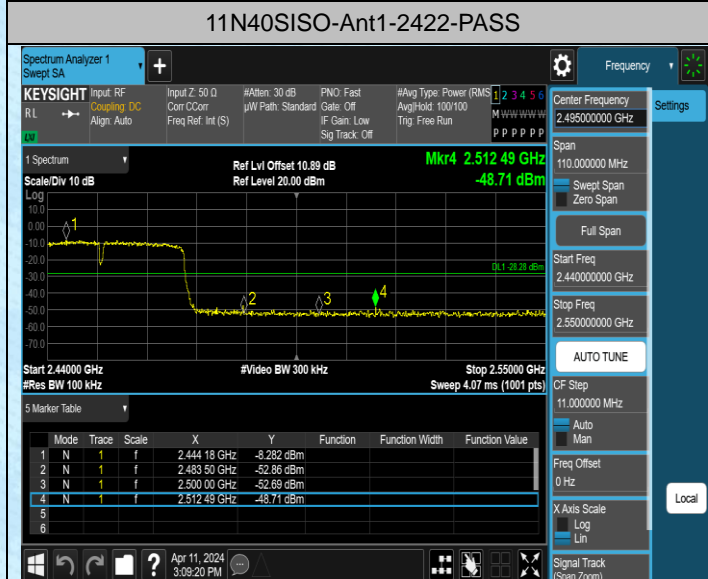 11N40SISO-Ant1-2422-PASS
Spectrum Analyzer 1
Swept SA
Frequency
KEYSIGHT Input: RF Input Z: 50 Ω #Atten: 30 dB PNO: Fast #Avg Type: Power (RMS 1 2 3 4 5 6
RL Coupling: DC Corr CCorr µW Path: Standard Gate: Off Avg|Hold: 100/100 M W W W W W
Align: Auto Freq Ref: Int (S) IF Gain: Low Trig: Free Run
Sig Track: Off P P P P P P
1 Spectrum
Ref Lvl Offset 10.89 dB Mkr4 2.512 49 GHz
Scale/Div 10 dB Ref Level 20.00 dBm -48.71 dBm
Log
10.0
0.00
-10.0
-20.0
-30.0
-40.0
-50.0
-60.0
-70.0
1
2
3
4
DL1 -28.28 dBm
Start 2.44000 GHz #Video BW 300 kHz Stop 2.55000 GHz
#Res BW 100 kHz Sweep 4.07 ms (1001 pts)
5 Marker Table
Mode Trace Scale X Y Function Function Width Function Value
1 N 1 f 2.444 18 GHz -8.282 dBm
2 N 1 f 2.483 50 GHz -52.86 dBm
3 N 1 f 2.500 00 GHz -52.69 dBm
4 N 1 f 2.512 49 GHz -48.71 dBm
5
6
Apr 11, 2024
3:09:20 PM
Center Frequency
2.495000000 GHz
Settings
Span
110.000000 MHz
Swept Span
Zero Span
Full Span
Start Freq
2.440000000 GHz
Stop Freq
2.550000000 GHz
AUTO TUNE
CF Step
11.000000 MHz
Auto
Man
Freq Offset
0 Hz
Local
X Axis Scale
Log
Lin
Signal Track
(Span Zoom)